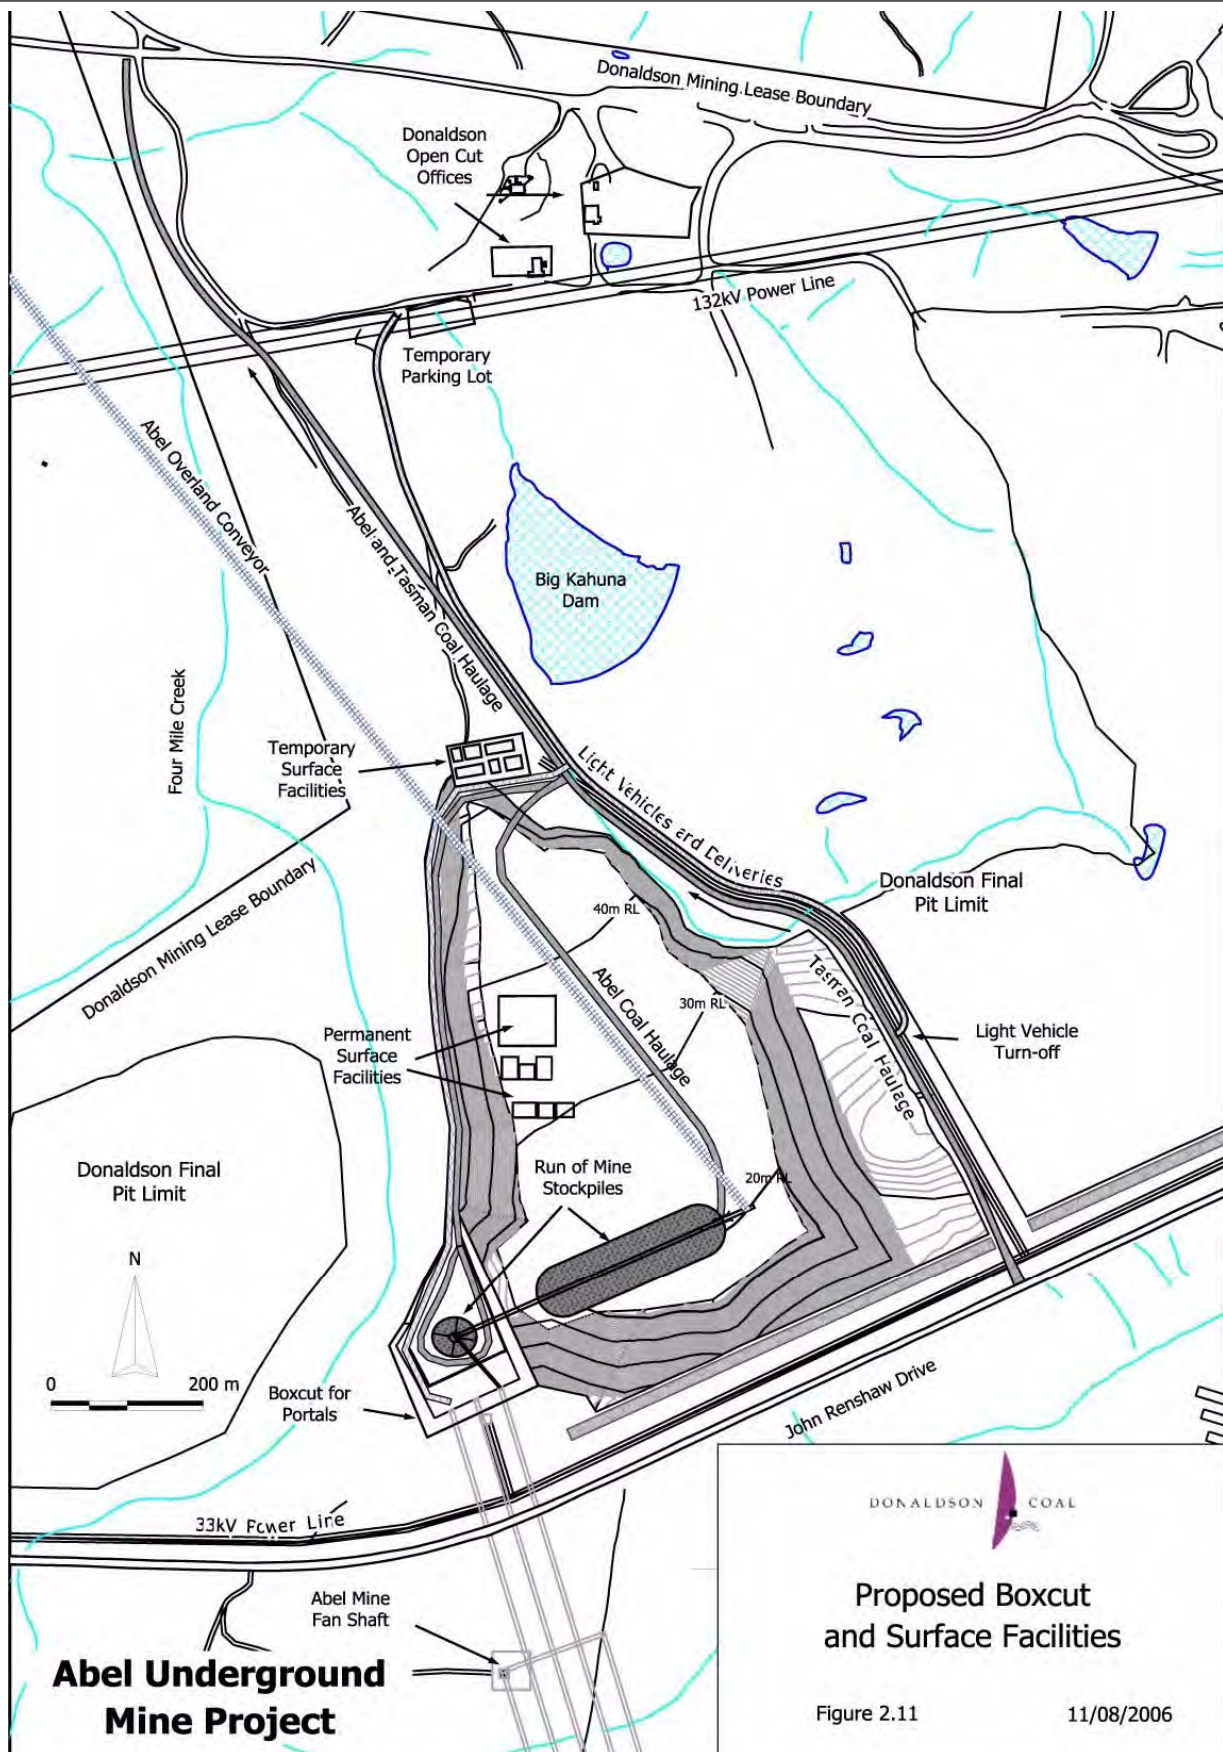 Donaldson Mining Lease Boundary
Donaldson
Open Cut
Offices
132kV Power Line
Temporary
Parking Lot
Abel Overland Conveyor
Abel and Tasman Coal Haulage
Big Kahuna
Dam
Four Mile Creek
Temporary
Surface
Facilities
Light Vehicles and Deliveries
Donaldson Mining Lease Boundary
Donaldson Final
Pit Limit
40m RL
Abel Coal Haulage
30m RL
Tasman Coal Haulage
Light Vehicle
Turn-off
Permanent
Surface
Facilities
Donaldson Final
Pit Limit
Run of Mine
Stockpiles
20m RL
N
0 200 m
Boxcut for
Portals
John Renshaw Drive
33kV Power Line
Abel Mine
Fan Shaft
Abel Underground
Mine Project
DONALDSON COAL
Proposed Boxcut
and Surface Facilities
Figure 2.11 11/08/2006